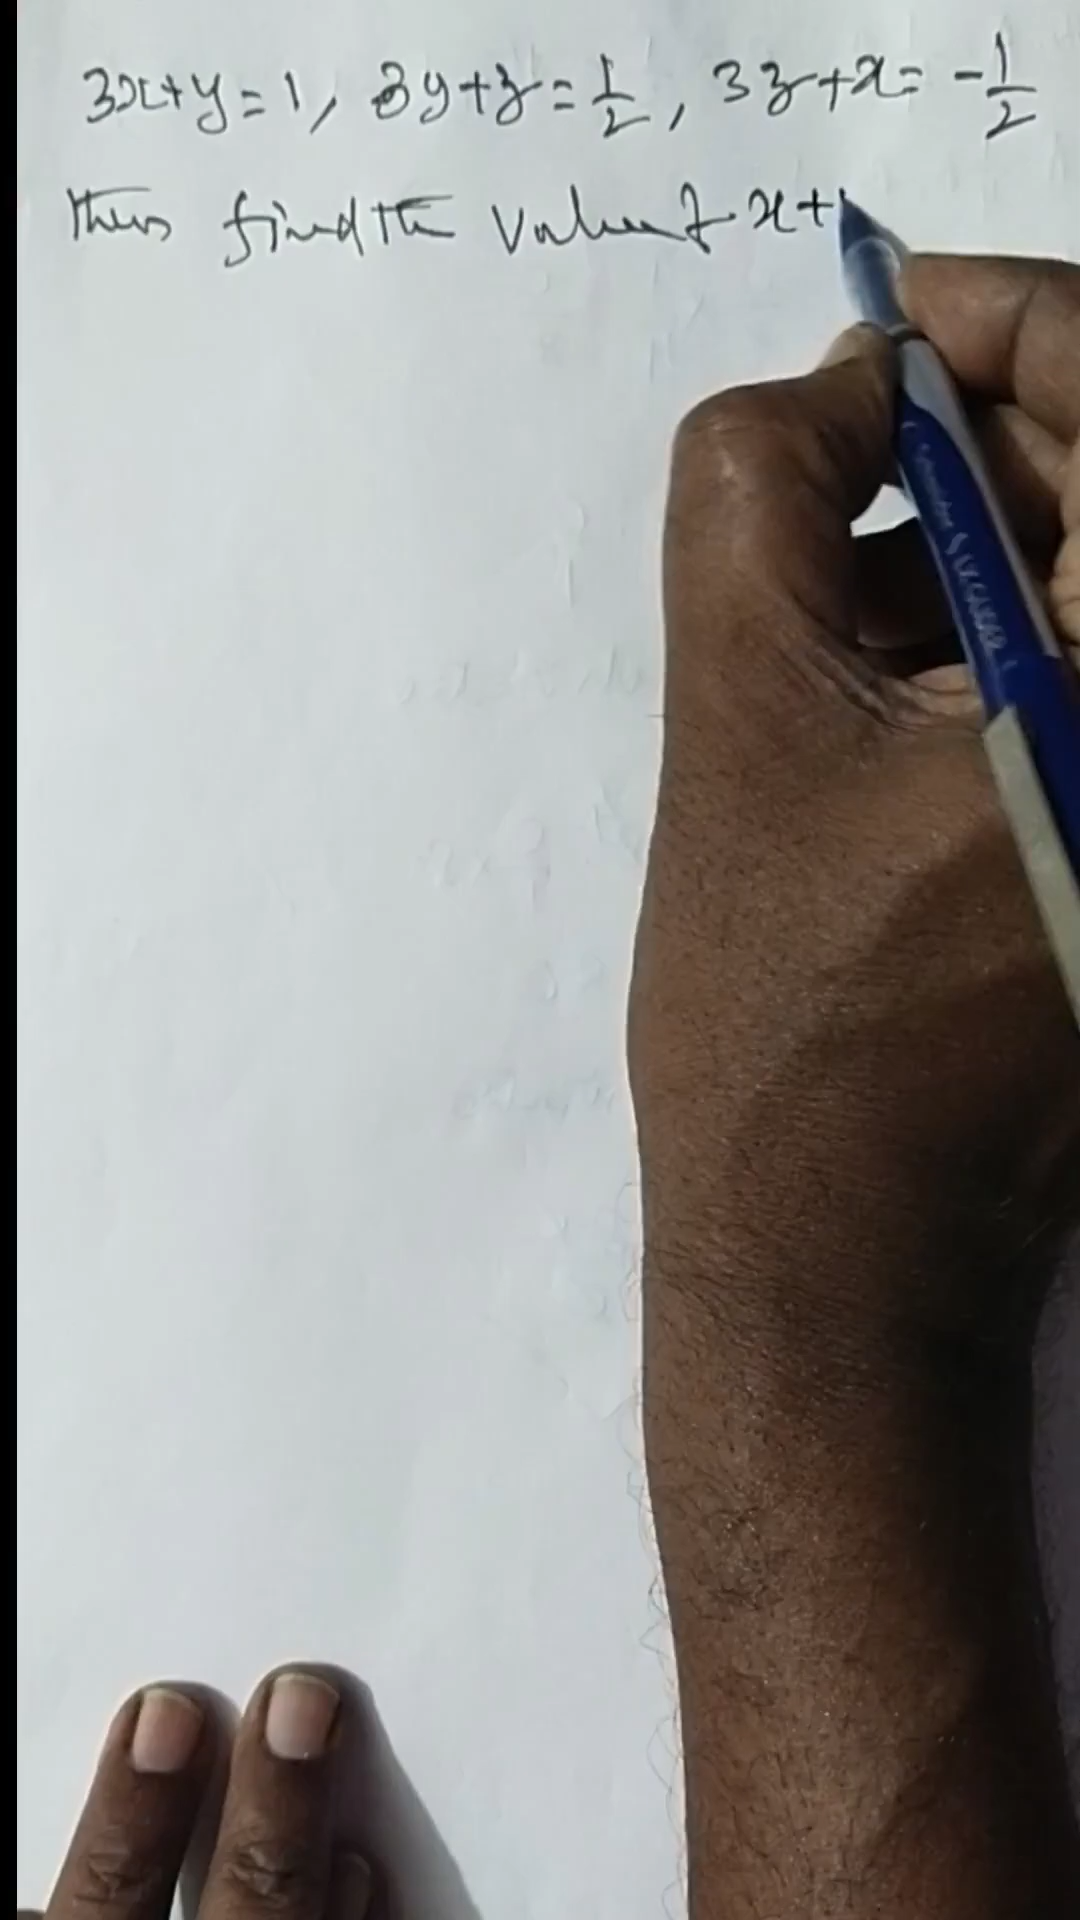 3x+y=1, 3y+z=1/2, 3z+x=-1/2
then find the value of x+